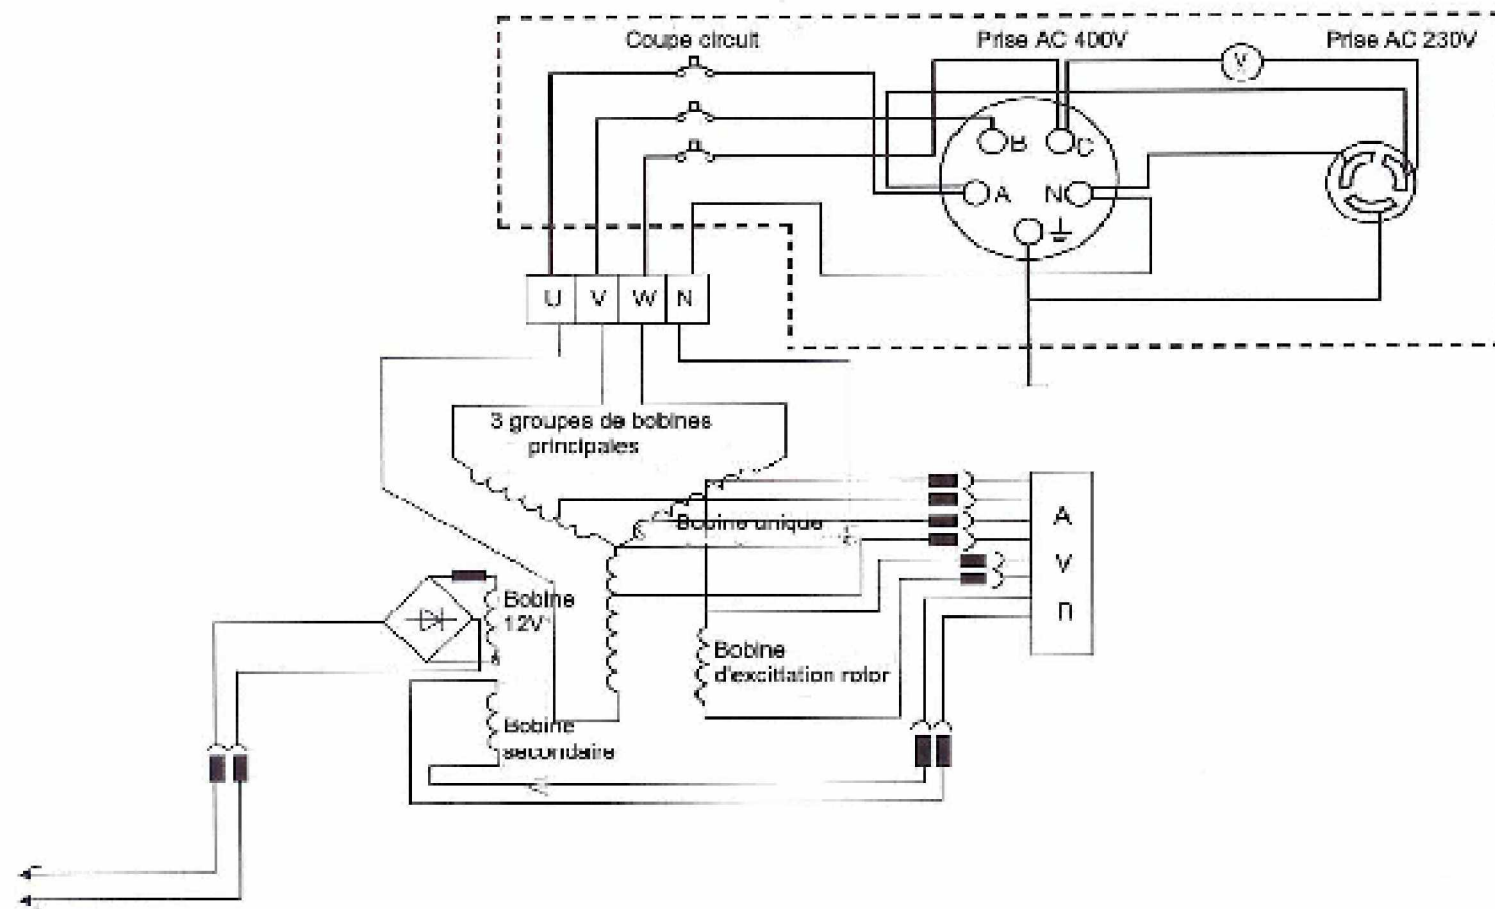 Coupe circuit
Prise AC 400V
Prise AC 230V
V
B
C
A
N
U V W N
3 groupes de bobines
principales
Bobine unique
A
V
R
Bobine
12V
Bobine
d'excittation rotor
Bobine
secondaire